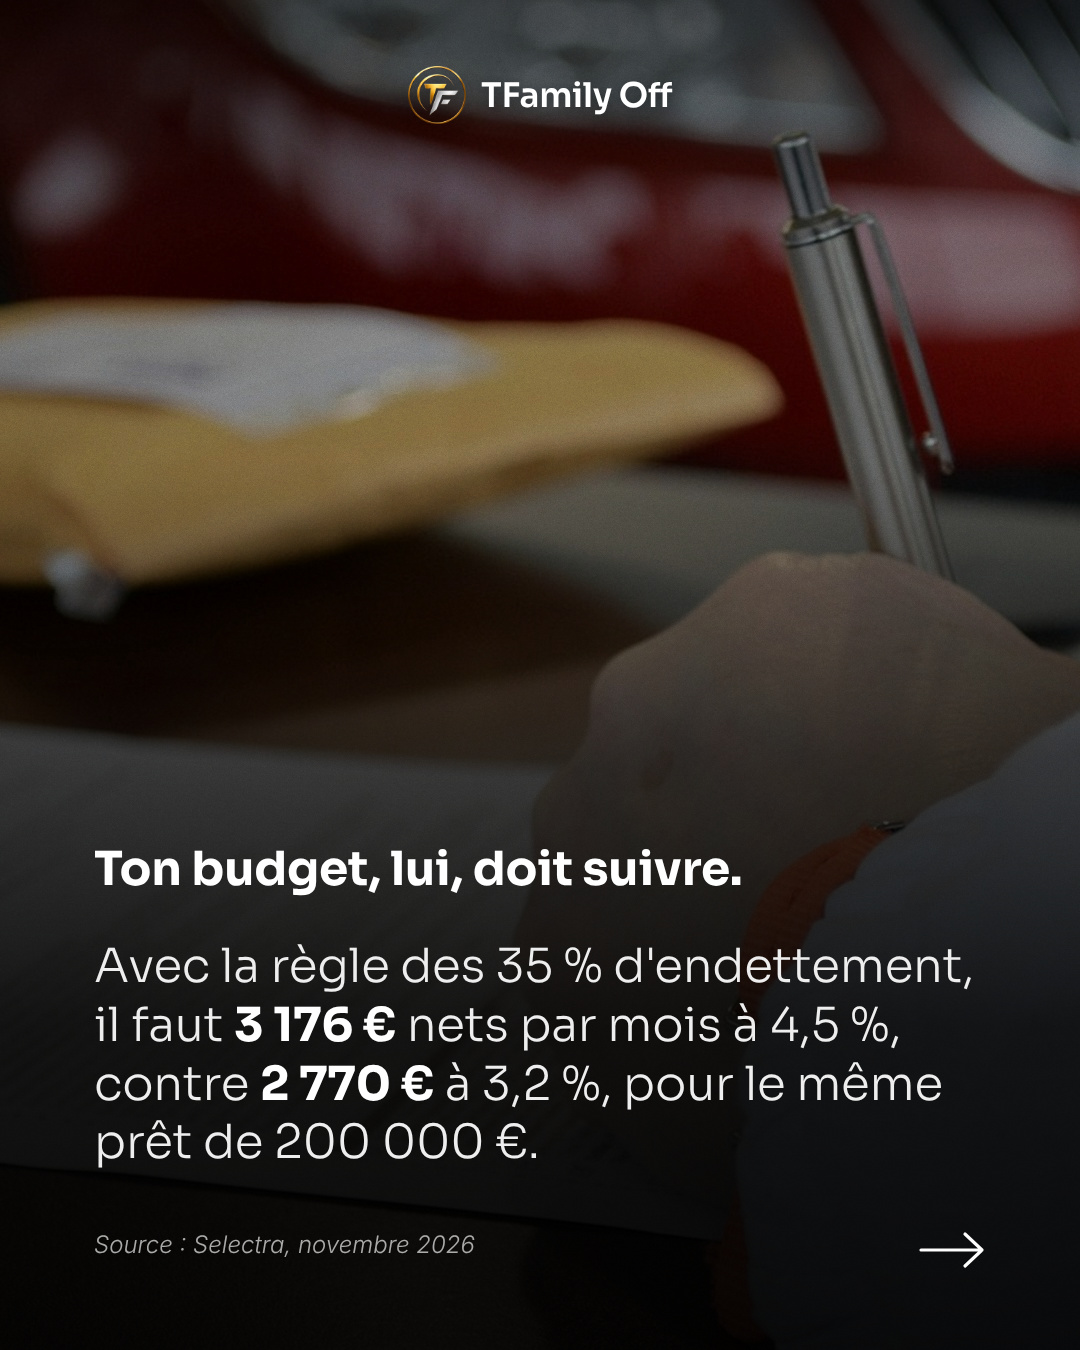 TFamily Off
Ton budget, lui, doit suivre.
Avec la règle des 35 % d'endettement,
il faut 3 176 € nets par mois à 4,5 %,
contre 2 770 € à 3,2 %, pour le même
prêt de 200 000 €.
Source : Selectra, novembre 2026